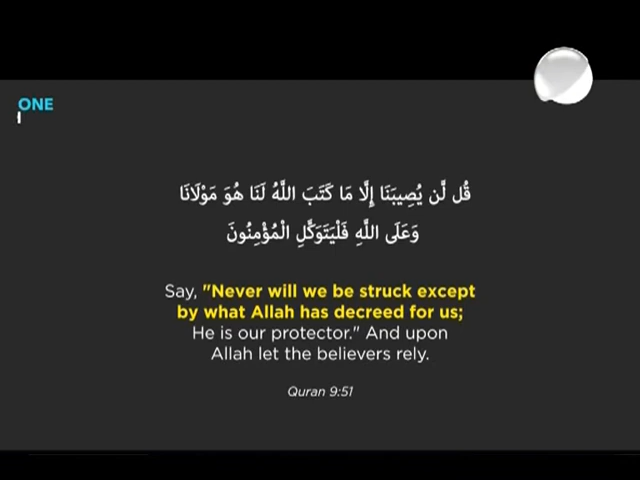 ONE
قُل لَّن يُصِيبَنَا إِلَّا مَا كَتَبَ اللَّهُ لَنَا هُوَ مَوْلَانَا
وَعَلَى اللَّهِ فَلْيَتَوَكَّلِ الْمُؤْمِنُونَ
Say, "Never will we be struck except
by what Allah has decreed for us;
He is our protector." And upon
Allah let the believers rely.
Quran 9:51